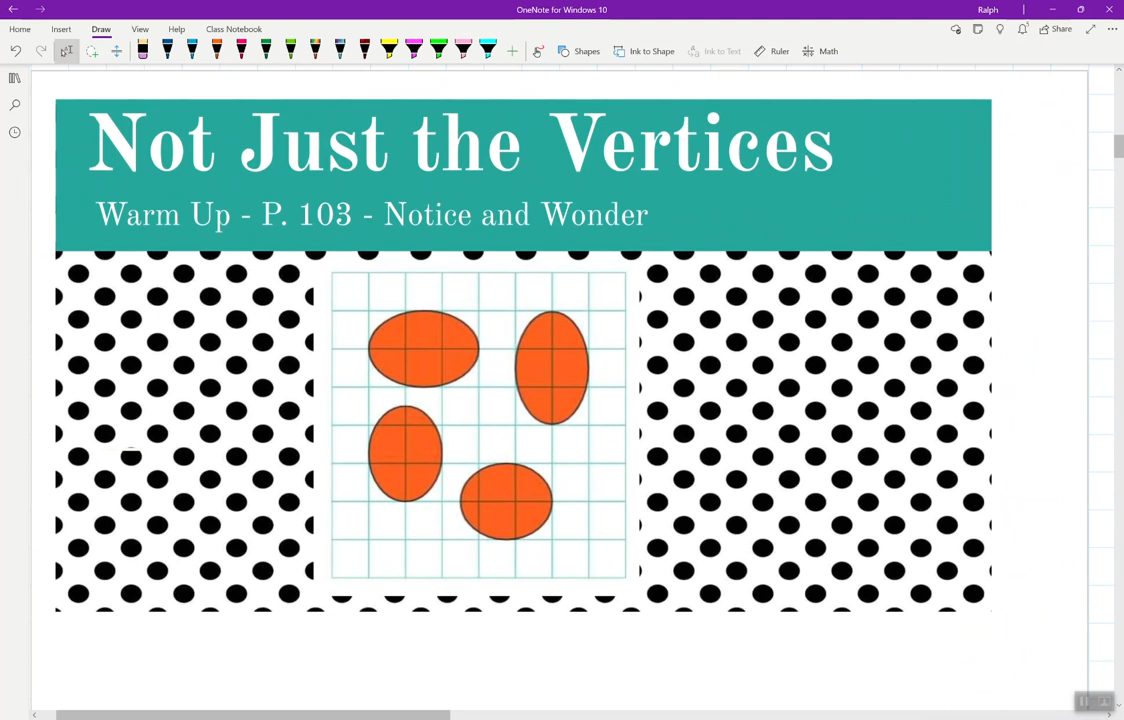 OneNote for Windows 10
Ralph
Home Insert Draw View Help Class Notebook
5
Share
Shapes Ink to Shape Ink to Text Ruler Math
Not Just the Vertices
Warm Up - P. 103 - Notice and Wonder